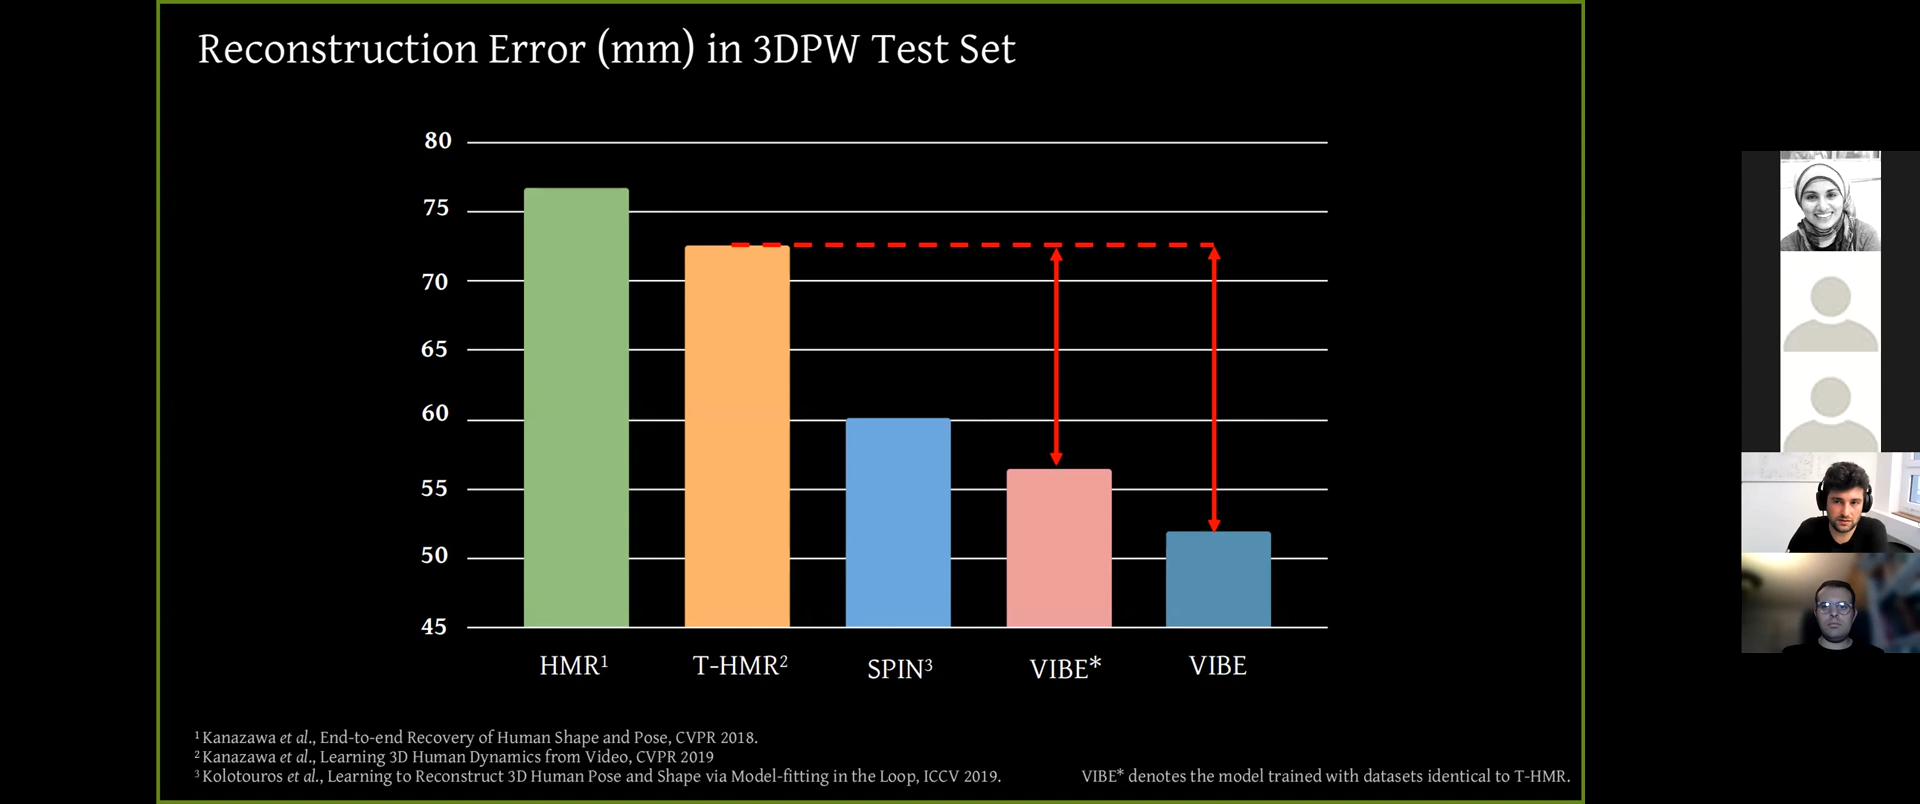 Reconstruction Error (mm) in 3DPW Test Set
80
75
70
65
60
55
50
45
HMR¹
T-HMR²
SPIN³
VIBE*
VIBE
¹ Kanazawa et al., End-to-end Recovery of Human Shape and Pose, CVPR 2018.
² Kanazawa et al., Learning 3D Human Dynamics from Video, CVPR 2019
³ Kolotouros et al., Learning to Reconstruct 3D Human Pose and Shape via Model-fitting in the Loop, ICCV 2019.
VIBE* denotes the model trained with datasets identical to T-HMR.